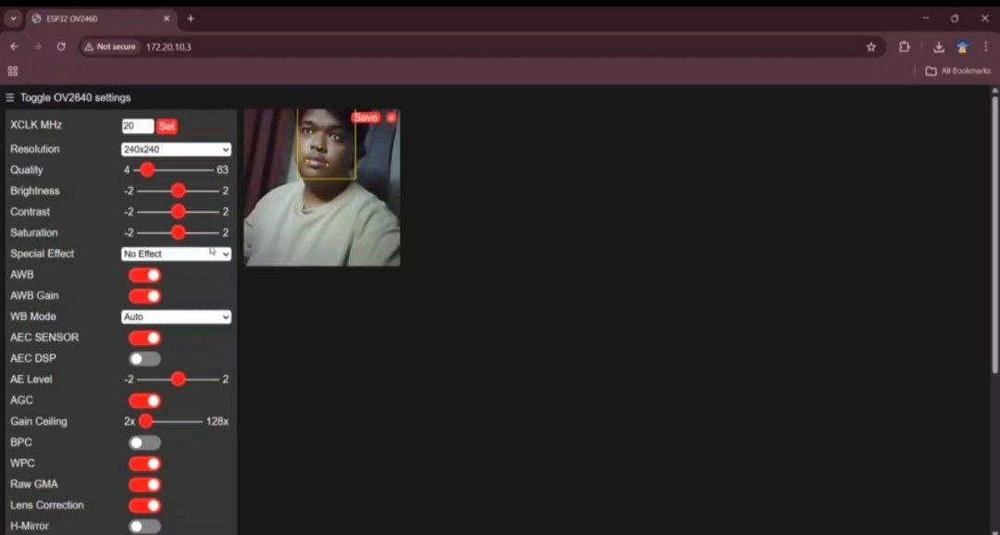 ESP32 OV2460
Not secure 172.20.10.3
All Bookmarks
Toggle OV2640 settings
XCLK MHz 20 Set
Save ×
Resolution 240x240
Quality 4 63
Brightness -2 2
Contrast -2 2
Saturation -2 2
Special Effect No Effect
AWB
AWB Gain
WB Mode Auto
AEC SENSOR
AEC DSP
AE Level -2 2
AGC
Gain Ceiling 2x 128x
BPC
WPC
Raw GMA
Lens Correction
H-Mirror